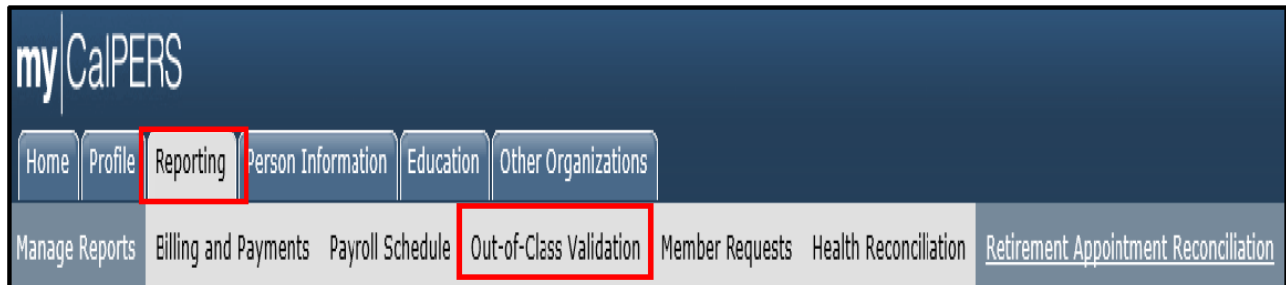 my|CalPERS
Home Profile Reporting Person Information Education Other Organizations
Manage Reports Billing and Payments Payroll Schedule Out-of-Class Validation Member Requests Health Reconciliation Retirement Appointment Reconciliation